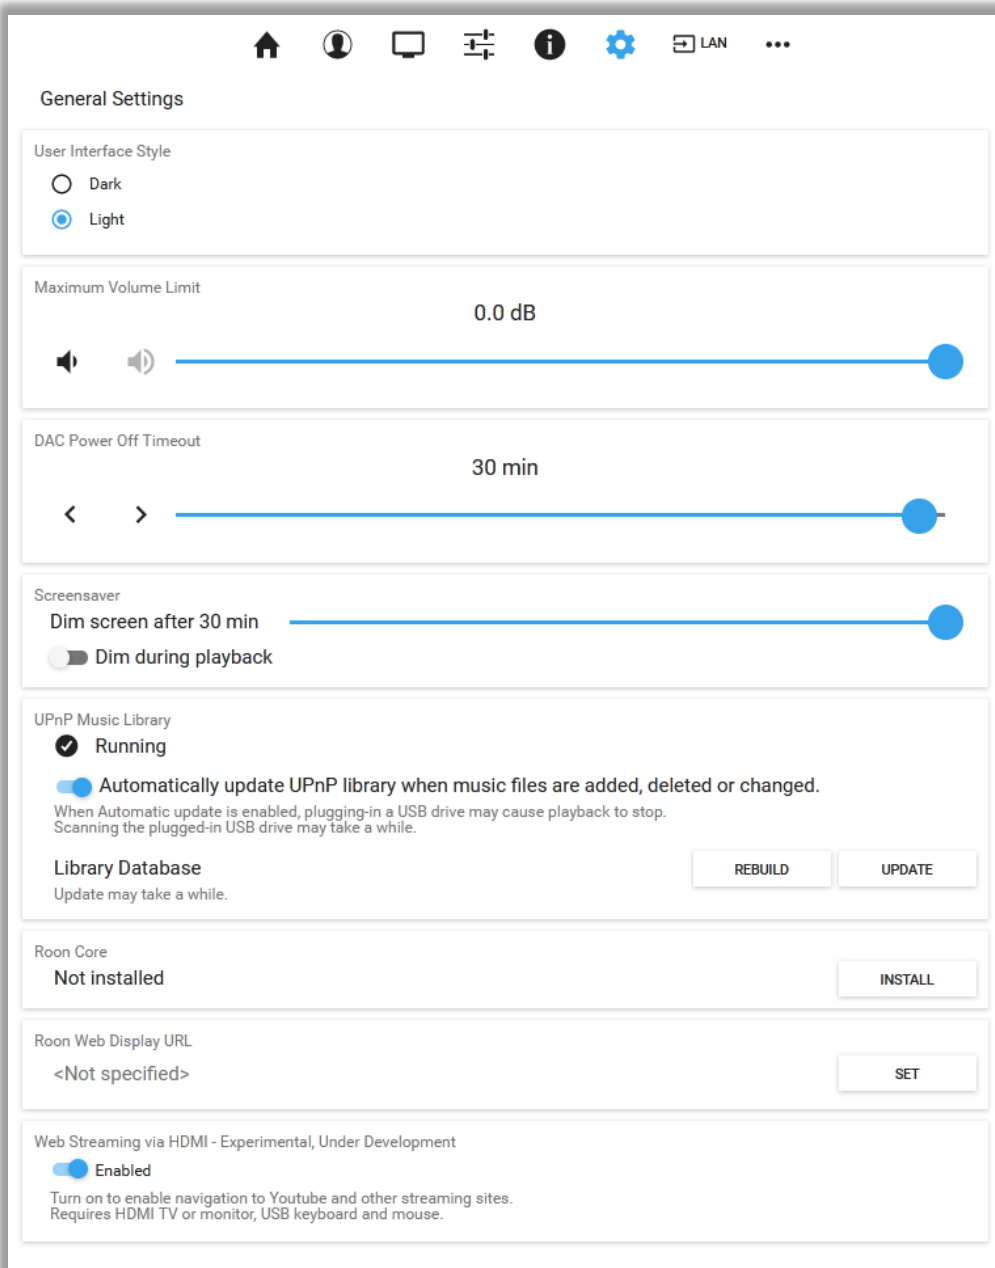 LAN
General Settings
User Interface Style
Dark
Light
Maximum Volume Limit
0.0 dB
DAC Power Off Timeout
30 min
Screensaver
Dim screen after 30 min
Dim during playback
UPnP Music Library
Running
Automatically update UPnP library when music files are added, deleted or changed.
When Automatic update is enabled, plugging-in a USB drive may cause playback to stop.
Scanning the plugged-in USB drive may take a while.
Library Database
REBUILD
UPDATE
Update may take a while.
Roon Core
Not installed
INSTALL
Roon Web Display URL
<Not specified>
SET
Web Streaming via HDMI - Experimental, Under Development
Enabled
Turn on to enable navigation to Youtube and other streaming sites.
Requires HDMI TV or monitor, USB keyboard and mouse.